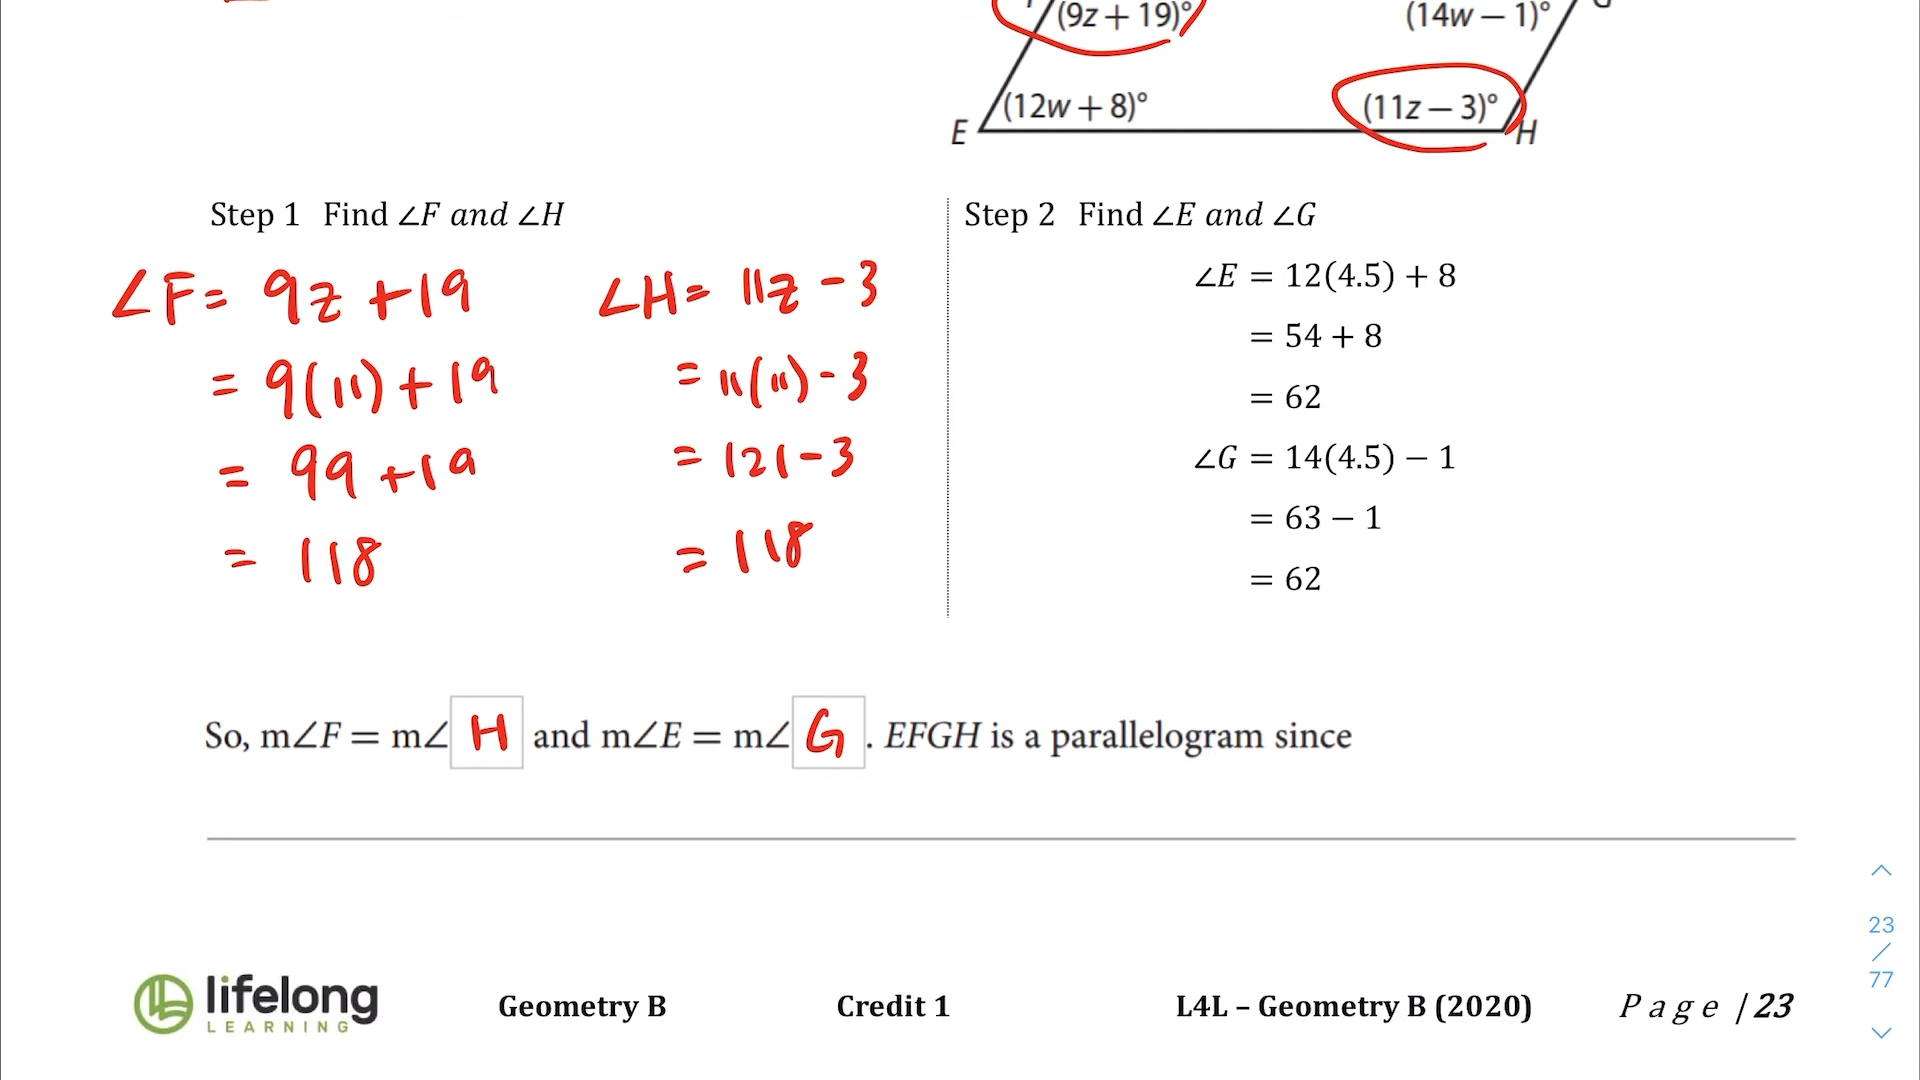 (9z + 19)° (14w – 1)°
(12w + 8)° (11z – 3)°
E H
Step 1 Find ∠F and ∠H
∠F = 9z + 19 ∠H = 11z - 3
= 9(11) + 19 = 11(11) - 3
= 99 + 19 = 121 - 3
= 118 = 118
Step 2 Find ∠E and ∠G
∠E = 12(4.5) + 8
= 54 + 8
= 62
∠G = 14(4.5) − 1
= 63 − 1
= 62
So, m∠F = m∠ H and m∠E = m∠ G . EFGH is a parallelogram since
23
/
77
lifelong
LEARNING
Geometry B Credit 1 L4L – Geometry B (2020) Page |23